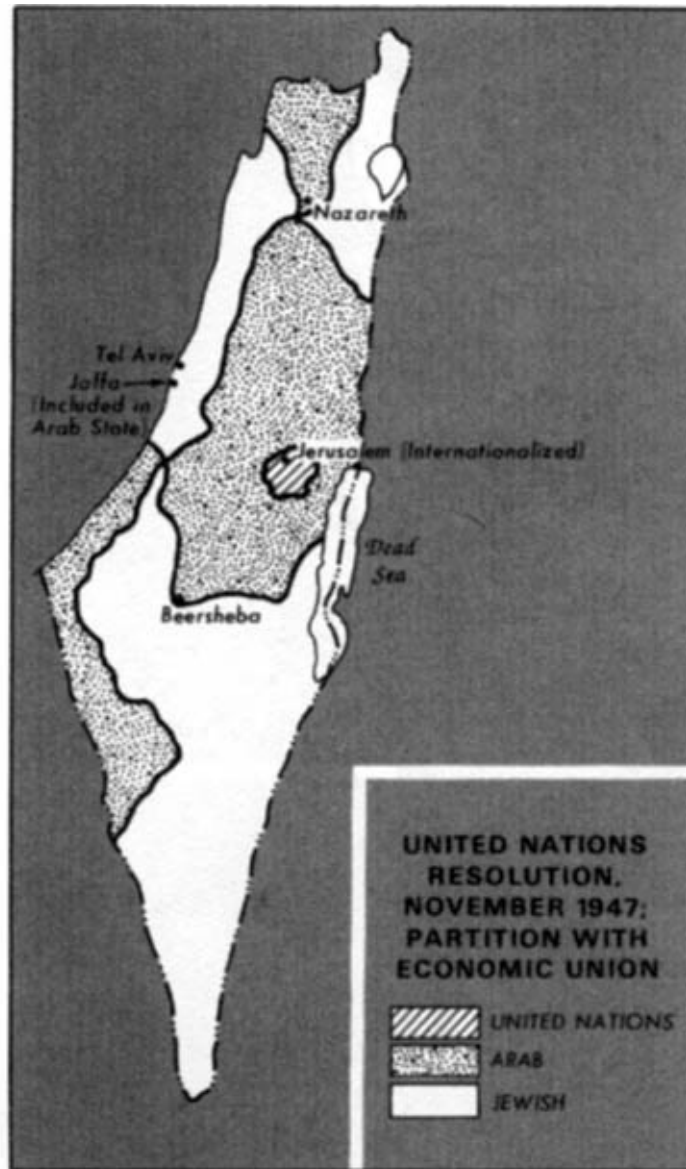 Nazareth
Tel Aviv
Jaffa
(Included in
Arab State)
Jerusalem (Internationalized)
Dead
Sea
Beersheba
UNITED NATIONS
RESOLUTION,
NOVEMBER 1947;
PARTITION WITH
ECONOMIC UNION
UNITED NATIONS
ARAB
JEWISH